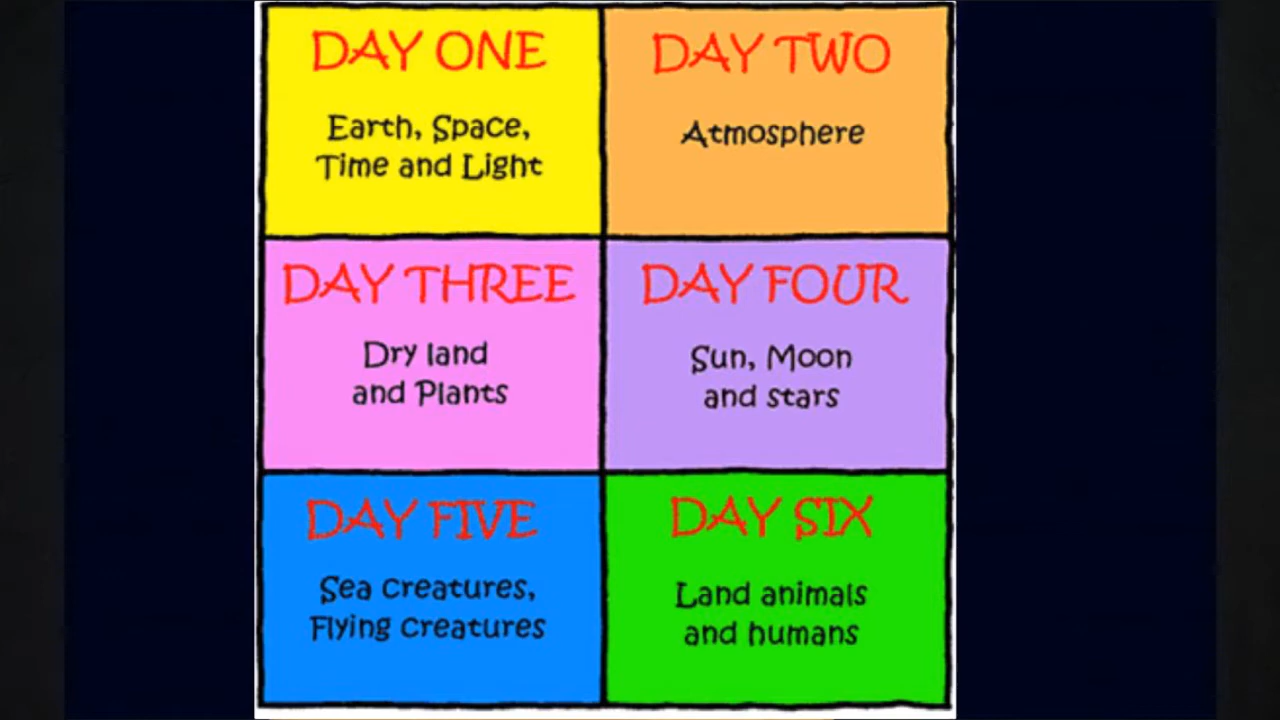 DAY ONE
Earth, Space,
Time and Light
DAY TWO
Atmosphere
DAY THREE
Dry land
and Plants
DAY FOUR
Sun, Moon
and stars
DAY FIVE
Sea creatures,
Flying creatures
DAY SIX
Land animals
and humans